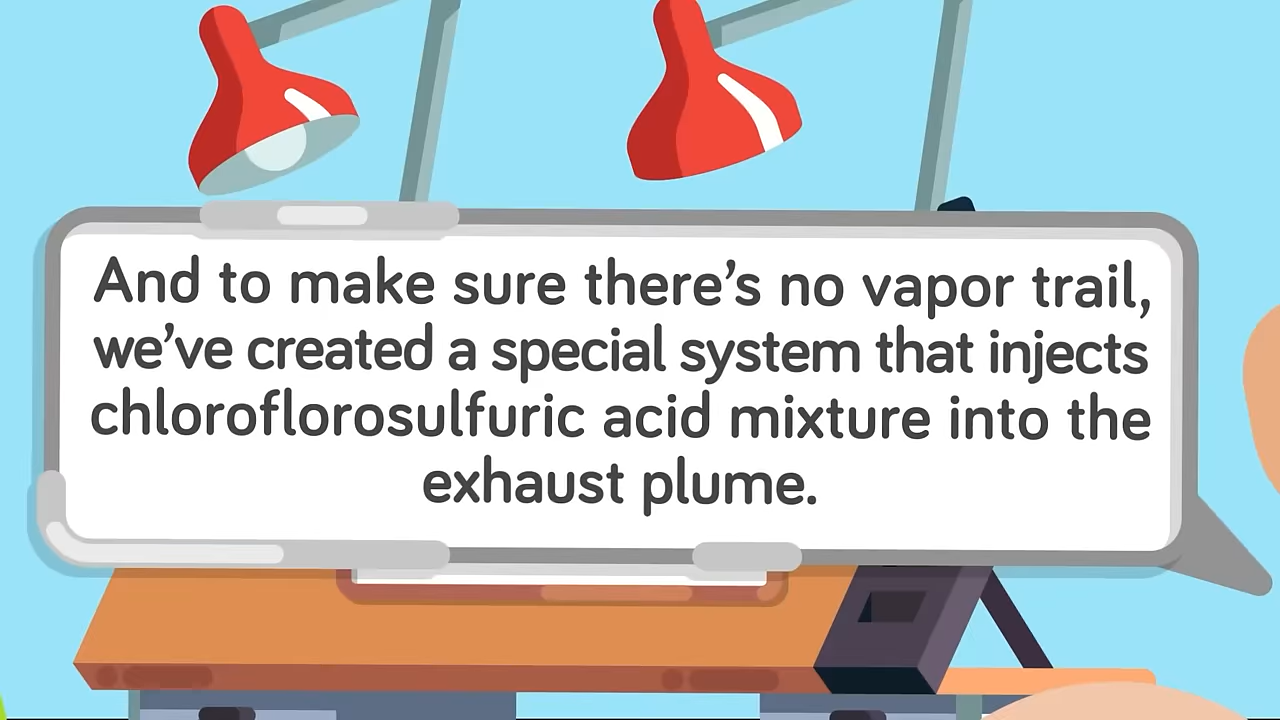 And to make sure there’s no vapor trail,
we’ve created a special system that injects
chloroflorosulfuric acid mixture into the
exhaust plume.